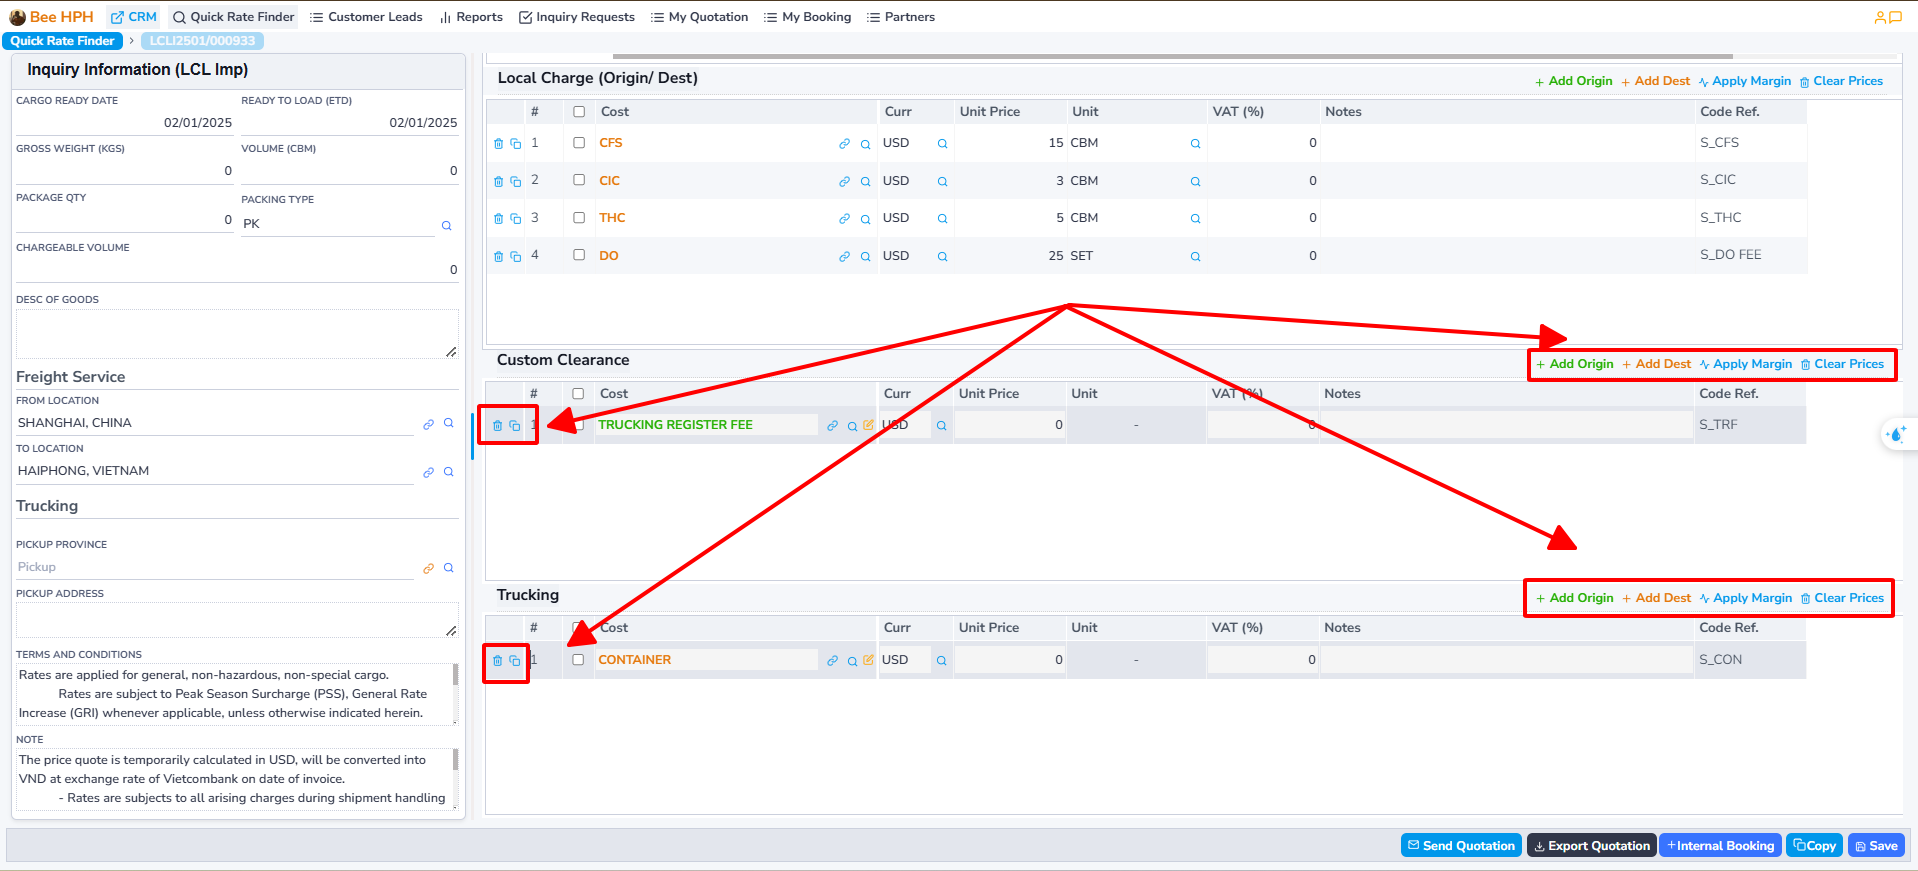 Bee HPH CRM Quick Rate Finder Customer Leads Reports Inquiry Requests My Quotation My Booking Partners
Quick Rate Finder > LCLI2501/000933
Inquiry Information (LCL Imp)
CARGO READY DATE READY TO LOAD (ETD)
02/01/2025 02/01/2025
GROSS WEIGHT (KGS) VOLUME (CBM)
0 0
PACKAGE QTY PACKING TYPE
0 PK
CHARGEABLE VOLUME
0
DESC OF GOODS
Freight Service
FROM LOCATION
SHANGHAI, CHINA
TO LOCATION
HAIPHONG, VIETNAM
Trucking
PICKUP PROVINCE
Pickup
PICKUP ADDRESS
TERMS AND CONDITIONS
Rates are applied for general, non-hazardous, non-special cargo.
Rates are subject to Peak Season Surcharge (PSS), General Rate
Increase (GRI) whenever applicable, unless otherwise indicated herein.
NOTE
The price quote is temporarily calculated in USD, will be converted into
VND at exchange rate of Vietcombank on date of invoice.
- Rates are subjects to all arising charges during shipment handling
Local Charge (Origin/ Dest) + Add Origin + Add Dest Apply Margin Clear Prices
# Cost Curr Unit Price Unit VAT (%) Notes Code Ref.
1 CFS USD 15 CBM 0 S_CFS
2 CIC USD 3 CBM 0 S_CIC
3 THC USD 5 CBM 0 S_THC
4 DO USD 25 SET 0 S_DO FEE
Custom Clearance + Add Origin + Add Dest Apply Margin Clear Prices
# Cost Curr Unit Price Unit VAT (%) Notes Code Ref.
1 TRUCKING REGISTER FEE USD 0 - 0 S_TRF
Trucking + Add Origin + Add Dest Apply Margin Clear Prices
# Cost Curr Unit Price Unit VAT (%) Notes Code Ref.
1 CONTAINER USD 0 - 0 S_CON
Send Quotation Export Quotation +Internal Booking Copy Save